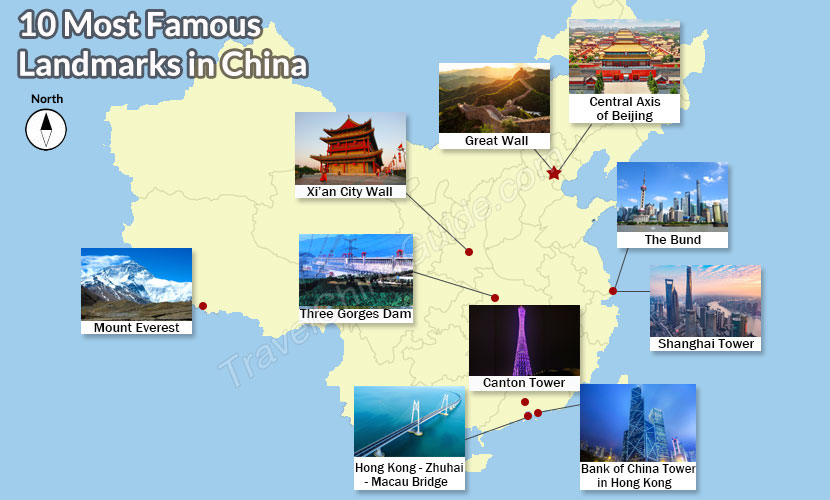 10 Most Famous
Landmarks in China
North
Central Axis
of Beijing
Great Wall
Xi'an City Wall
The Bund
Three Gorges Dam
Mount Everest
Shanghai Tower
Canton Tower
Hong Kong - Zhuhai
- Macau Bridge
Bank of China Tower
in Hong Kong